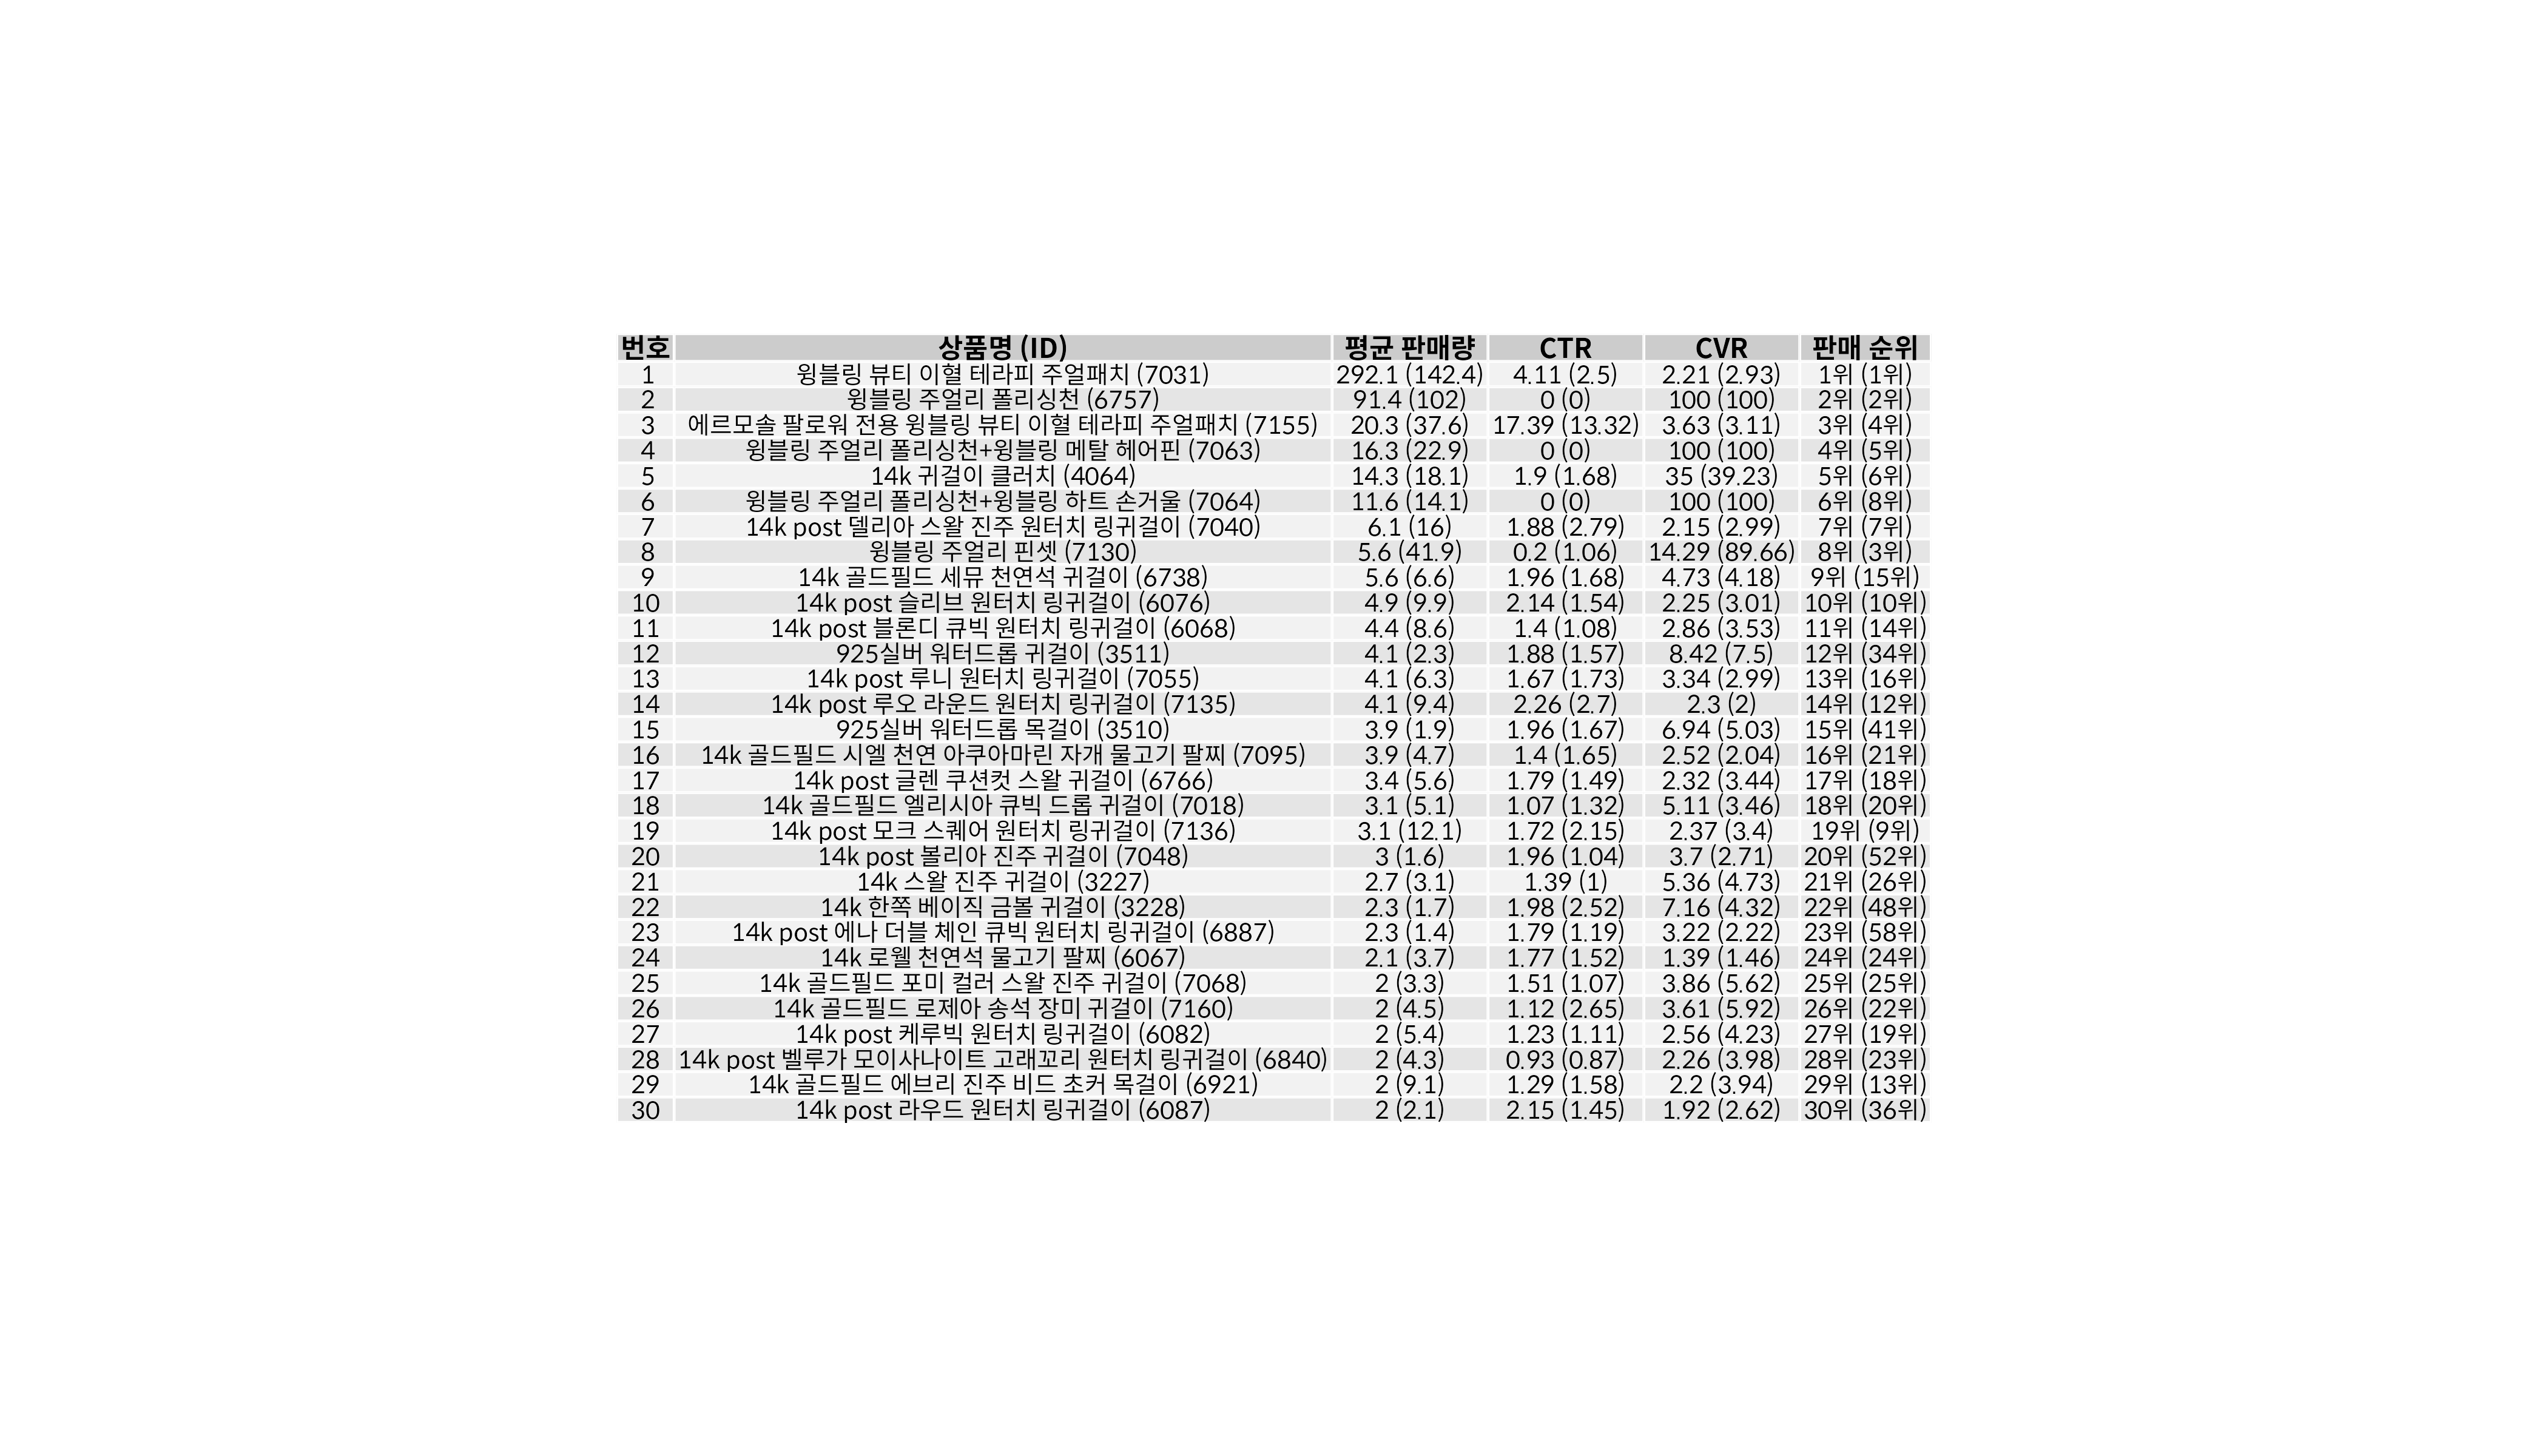 번호 상품명 (ID) 평균 판매량 CTR CVR 판매 순위
1 윙블링 뷰티 이혈 테라피 주얼패치 (7031) 292.1 (142.4) 4.11 (2.5) 2.21 (2.93) 1위 (1위)
2 윙블링 주얼리 폴리싱천 (6757) 91.4 (102) 0 (0) 100 (100) 2위 (2위)
3 에르모솔 팔로워 전용 윙블링 뷰티 이혈 테라피 주얼패치 (7155) 20.3 (37.6) 17.39 (13.32) 3.63 (3.11) 3위 (4위)
4 윙블링 주얼리 폴리싱천+윙블링 메탈 헤어핀 (7063) 16.3 (22.9) 0 (0) 100 (100) 4위 (5위)
5 14k 귀걸이 클러치 (4064) 14.3 (18.1) 1.9 (1.68) 35 (39.23) 5위 (6위)
6 윙블링 주얼리 폴리싱천+윙블링 하트 손거울 (7064) 11.6 (14.1) 0 (0) 100 (100) 6위 (8위)
7 14k post 델리아 스왈 진주 원터치 링귀걸이 (7040) 6.1 (16) 1.88 (2.79) 2.15 (2.99) 7위 (7위)
8 윙블링 주얼리 핀셋 (7130) 5.6 (41.9) 0.2 (1.06) 14.29 (89.66) 8위 (3위)
9 14k 골드필드 세뮤 천연석 귀걸이 (6738) 5.6 (6.6) 1.96 (1.68) 4.73 (4.18) 9위 (15위)
10 14k post 슬리브 원터치 링귀걸이 (6076) 4.9 (9.9) 2.14 (1.54) 2.25 (3.01) 10위 (10위)
11 14k post 블론디 큐빅 원터치 링귀걸이 (6068) 4.4 (8.6) 1.4 (1.08) 2.86 (3.53) 11위 (14위)
12 925실버 워터드롭 귀걸이 (3511) 4.1 (2.3) 1.88 (1.57) 8.42 (7.5) 12위 (34위)
13 14k post 루니 원터치 링귀걸이 (7055) 4.1 (6.3) 1.67 (1.73) 3.34 (2.99) 13위 (16위)
14 14k post 루오 라운드 원터치 링귀걸이 (7135) 4.1 (9.4) 2.26 (2.7) 2.3 (2) 14위 (12위)
15 925실버 워터드롭 목걸이 (3510) 3.9 (1.9) 1.96 (1.67) 6.94 (5.03) 15위 (41위)
16 14k 골드필드 시엘 천연 아쿠아마린 자개 물고기 팔찌 (7095) 3.9 (4.7) 1.4 (1.65) 2.52 (2.04) 16위 (21위)
17 14k post 글렌 쿠션컷 스왈 귀걸이 (6766) 3.4 (5.6) 1.79 (1.49) 2.32 (3.44) 17위 (18위)
18 14k 골드필드 엘리시아 큐빅 드롭 귀걸이 (7018) 3.1 (5.1) 1.07 (1.32) 5.11 (3.46) 18위 (20위)
19 14k post 모크 스퀘어 원터치 링귀걸이 (7136) 3.1 (12.1) 1.72 (2.15) 2.37 (3.4) 19위 (9위)
20 14k post 볼리아 진주 귀걸이 (7048) 3 (1.6) 1.96 (1.04) 3.7 (2.71) 20위 (52위)
21 14k 스왈 진주 귀걸이 (3227) 2.7 (3.1) 1.39 (1) 5.36 (4.73) 21위 (26위)
22 14k 한쪽 베이직 금볼 귀걸이 (3228) 2.3 (1.7) 1.98 (2.52) 7.16 (4.32) 22위 (48위)
23 14k post 에나 더블 체인 큐빅 원터치 링귀걸이 (6887) 2.3 (1.4) 1.79 (1.19) 3.22 (2.22) 23위 (58위)
24 14k 로웰 천연석 물고기 팔찌 (6067) 2.1 (3.7) 1.77 (1.52) 1.39 (1.46) 24위 (24위)
25 14k 골드필드 포미 컬러 스왈 진주 귀걸이 (7068) 2 (3.3) 1.51 (1.07) 3.86 (5.62) 25위 (25위)
26 14k 골드필드 로제아 송석 장미 귀걸이 (7160) 2 (4.5) 1.12 (2.65) 3.61 (5.92) 26위 (22위)
27 14k post 케루빅 원터치 링귀걸이 (6082) 2 (5.4) 1.23 (1.11) 2.56 (4.23) 27위 (19위)
28 14k post 벨루가 모이사나이트 고래꼬리 원터치 링귀걸이 (6840) 2 (4.3) 0.93 (0.87) 2.26 (3.98) 28위 (23위)
29 14k 골드필드 에브리 진주 비드 초커 목걸이 (6921) 2 (9.1) 1.29 (1.58) 2.2 (3.94) 29위 (13위)
30 14k post 라우드 원터치 링귀걸이 (6087) 2 (2.1) 2.15 (1.45) 1.92 (2.62) 30위 (36위)